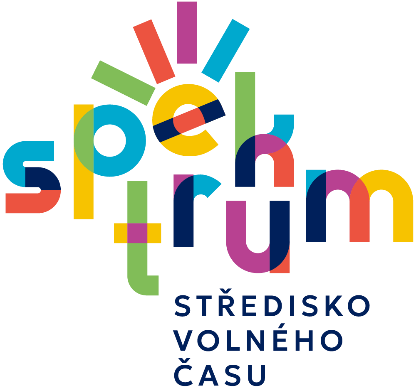 spektrum
STŘEDISKO
VOLNÉHO
ČASU